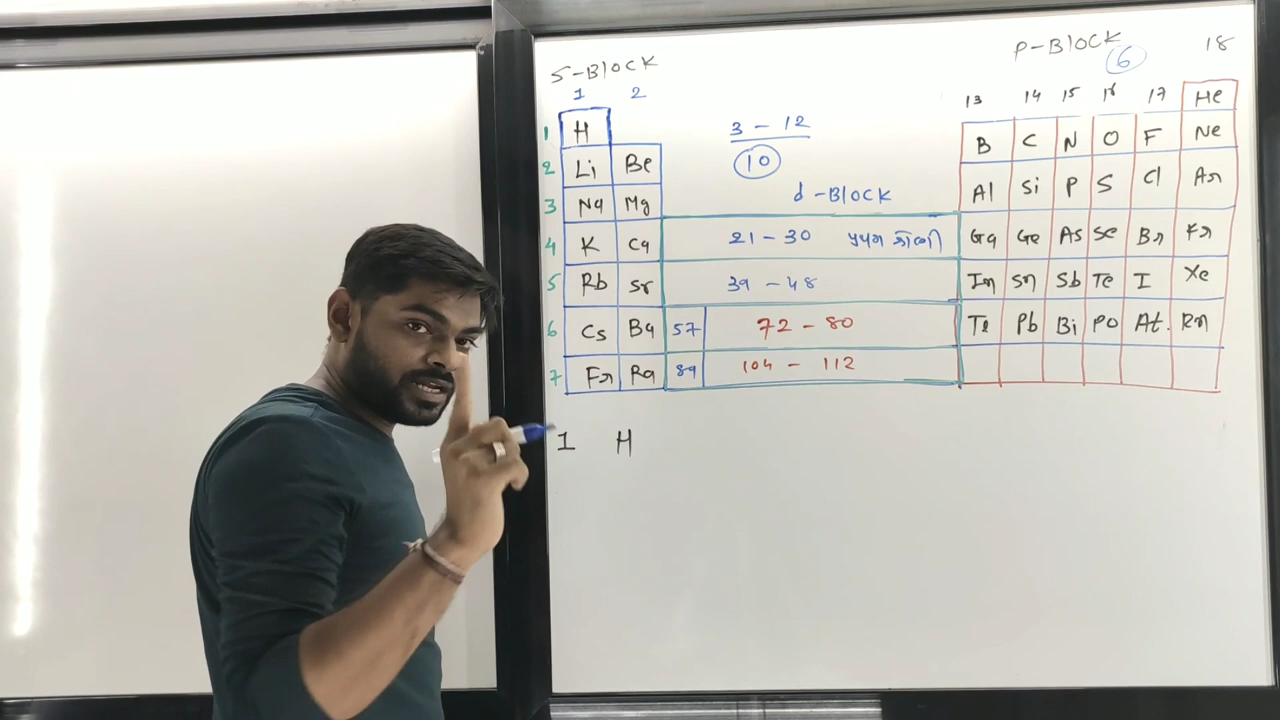 S-BLOCK P-BLOCK 18
1 2 6
13 14 15 16 17 He
1 H 3 - 12 B C N O F Ne
2 Li Be 10
3 Na Mg d-BLOCK Al Si P S Cl Ar
4 K Ca 21 - 30 प्रथम श्रेणी Ga Ge As Se Br Kr
5 Rb Sr 39 - 48 In Sn Sb Te I Xe
6 Cs Ba 57 72 - 80 Te Pb Bi Po At. Rn
7 Fr Ra 89 104 - 112
1 H